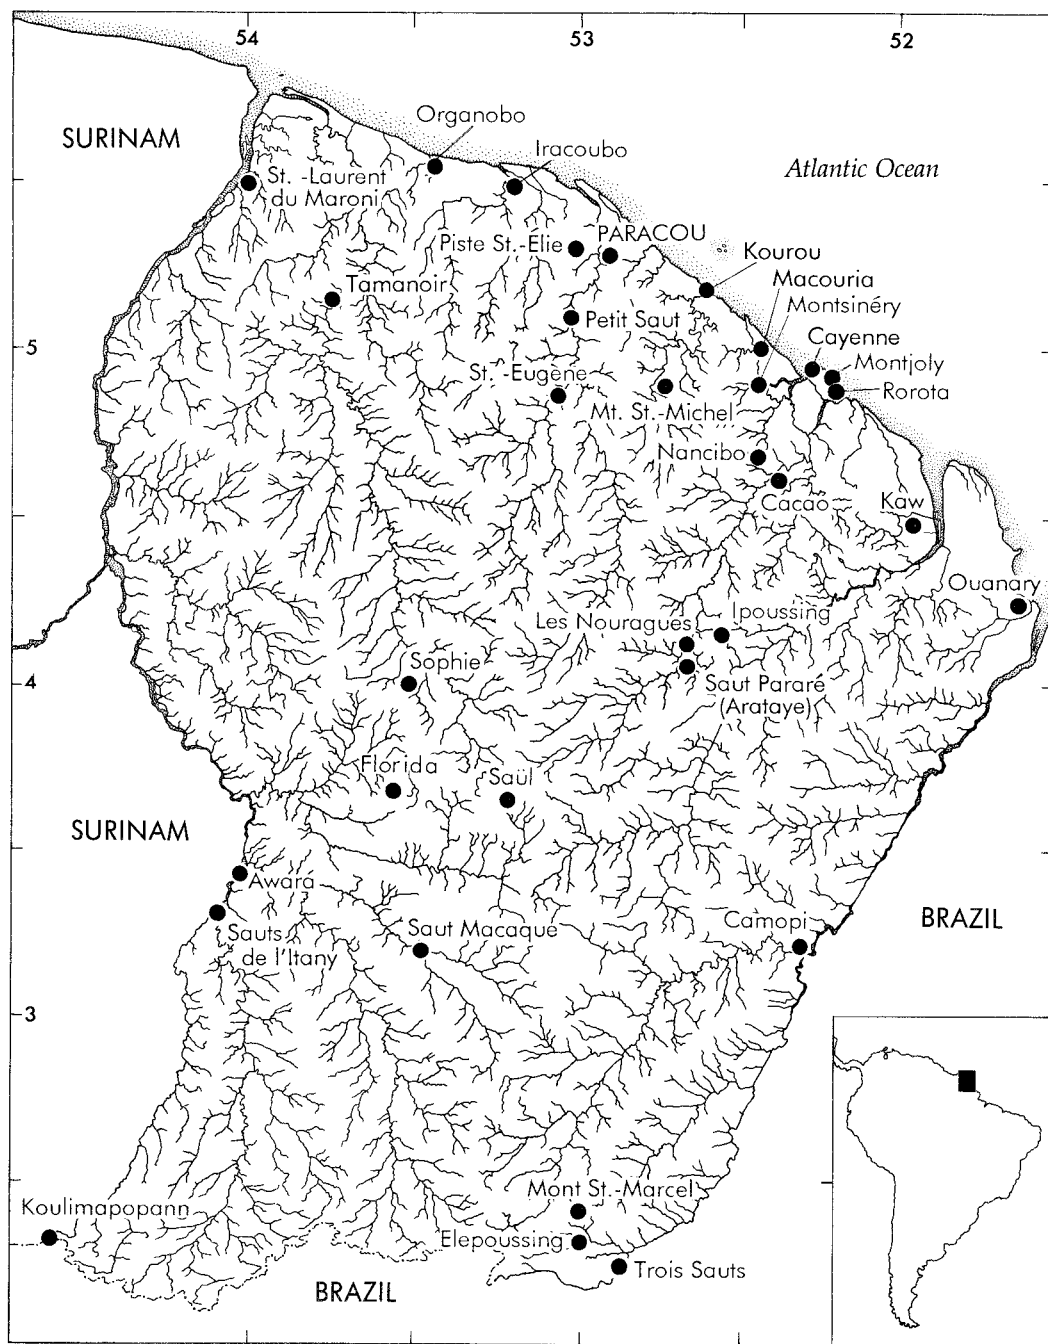 54
53
52
Organobo
SURINAM
Iracoubo
Atlantic Ocean
St.-Laurent
du Maroni
PARACOU
Piste St.-Élie
Kourou
Macouria
Tamanoir
Montsinéry
Petit Saut
Cayenne
5
Montjoly
St.-Eugène
Rorota
Mt. St.-Michel
Nancibo
Cacao
Kaw
Ouanary
Ipoussing
Les Nouragues
Sophie
Saut Pararé
4
(Arataye)
Florida
Saül
SURINAM
Awara
BRAZIL
Camopi
Saut Macaque
Sauts
de l'Itany
3
Mont St.-Marcel
Koulimapopann
Elepoussing
Trois Sauts
BRAZIL